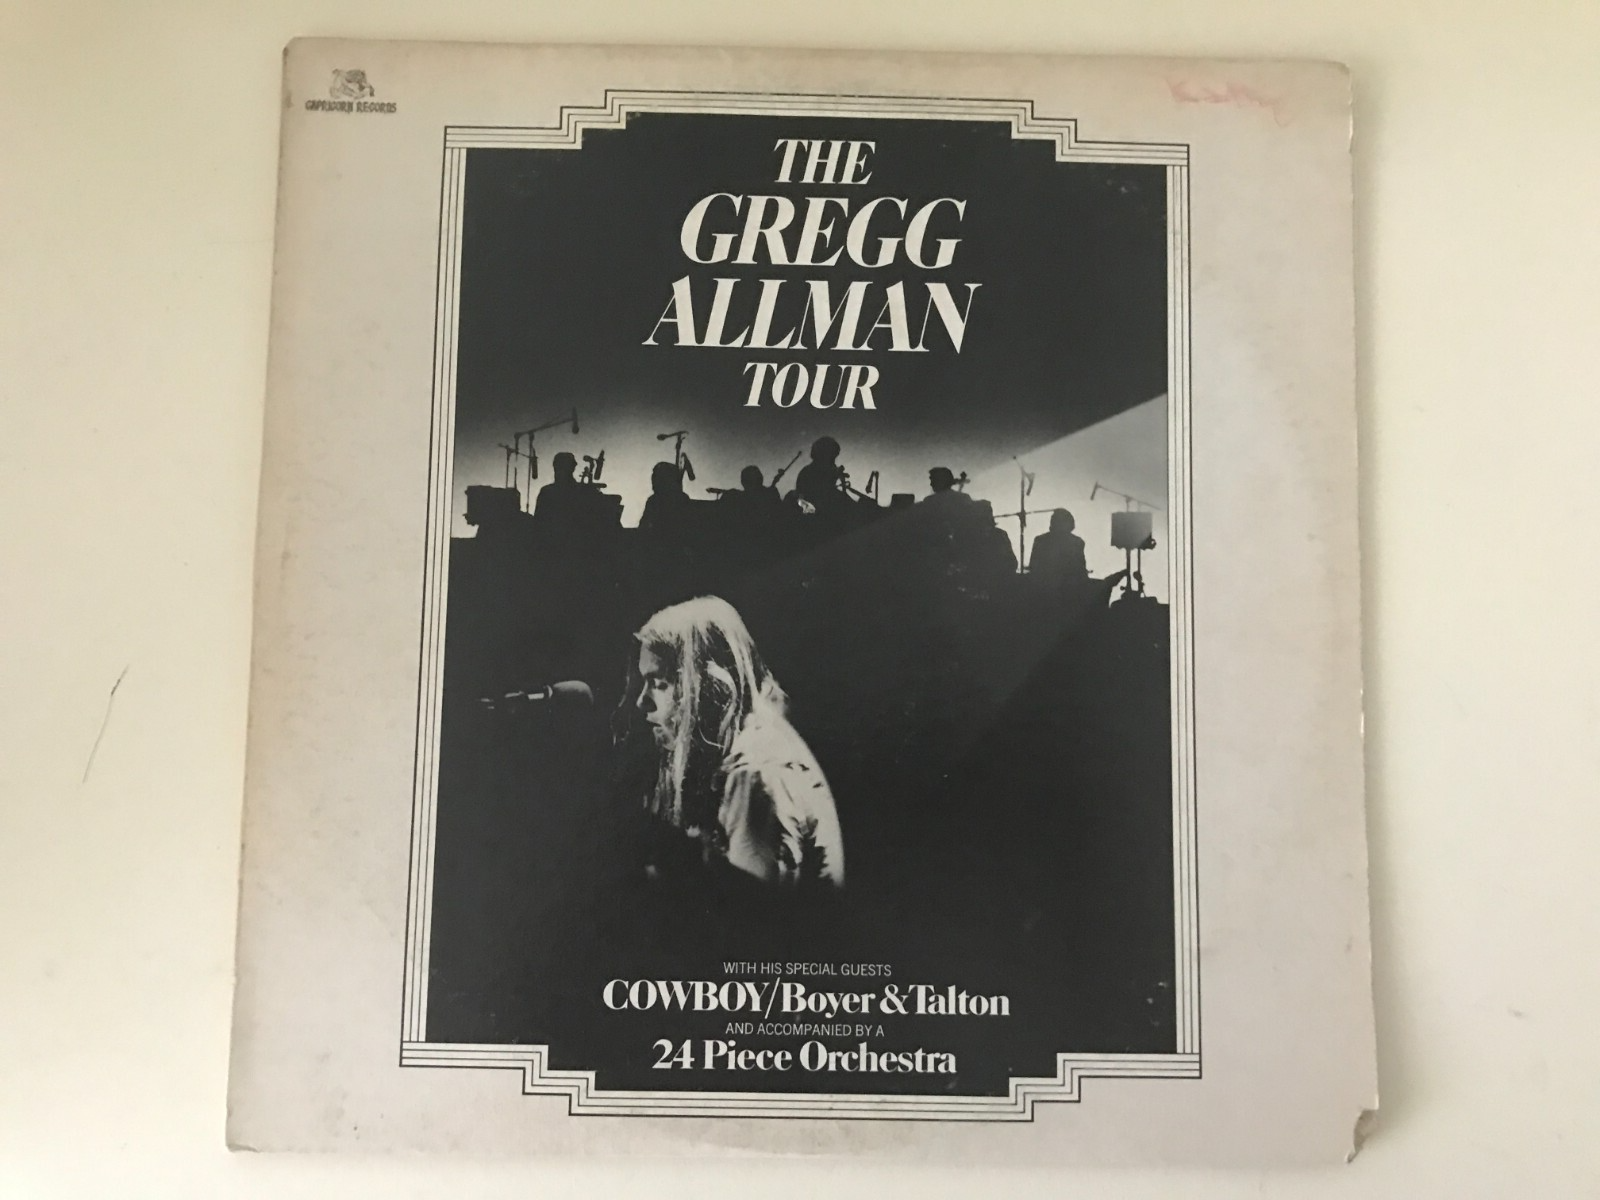 CAPRICORN RECORDS
THE
GREGG
ALLMAN
TOUR
WITH HIS SPECIAL GUESTS
COWBOY/Boyer & Talton
AND ACCOMPANIED BY A
24 Piece Orchestra